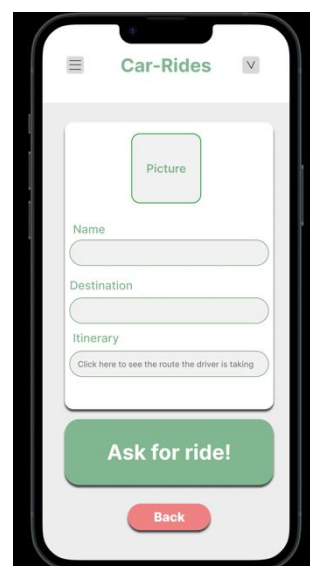 Car-Rides V
Picture
Name
Destination
Itinerary
Click here to see the route the driver is taking
Ask for ride!
Back